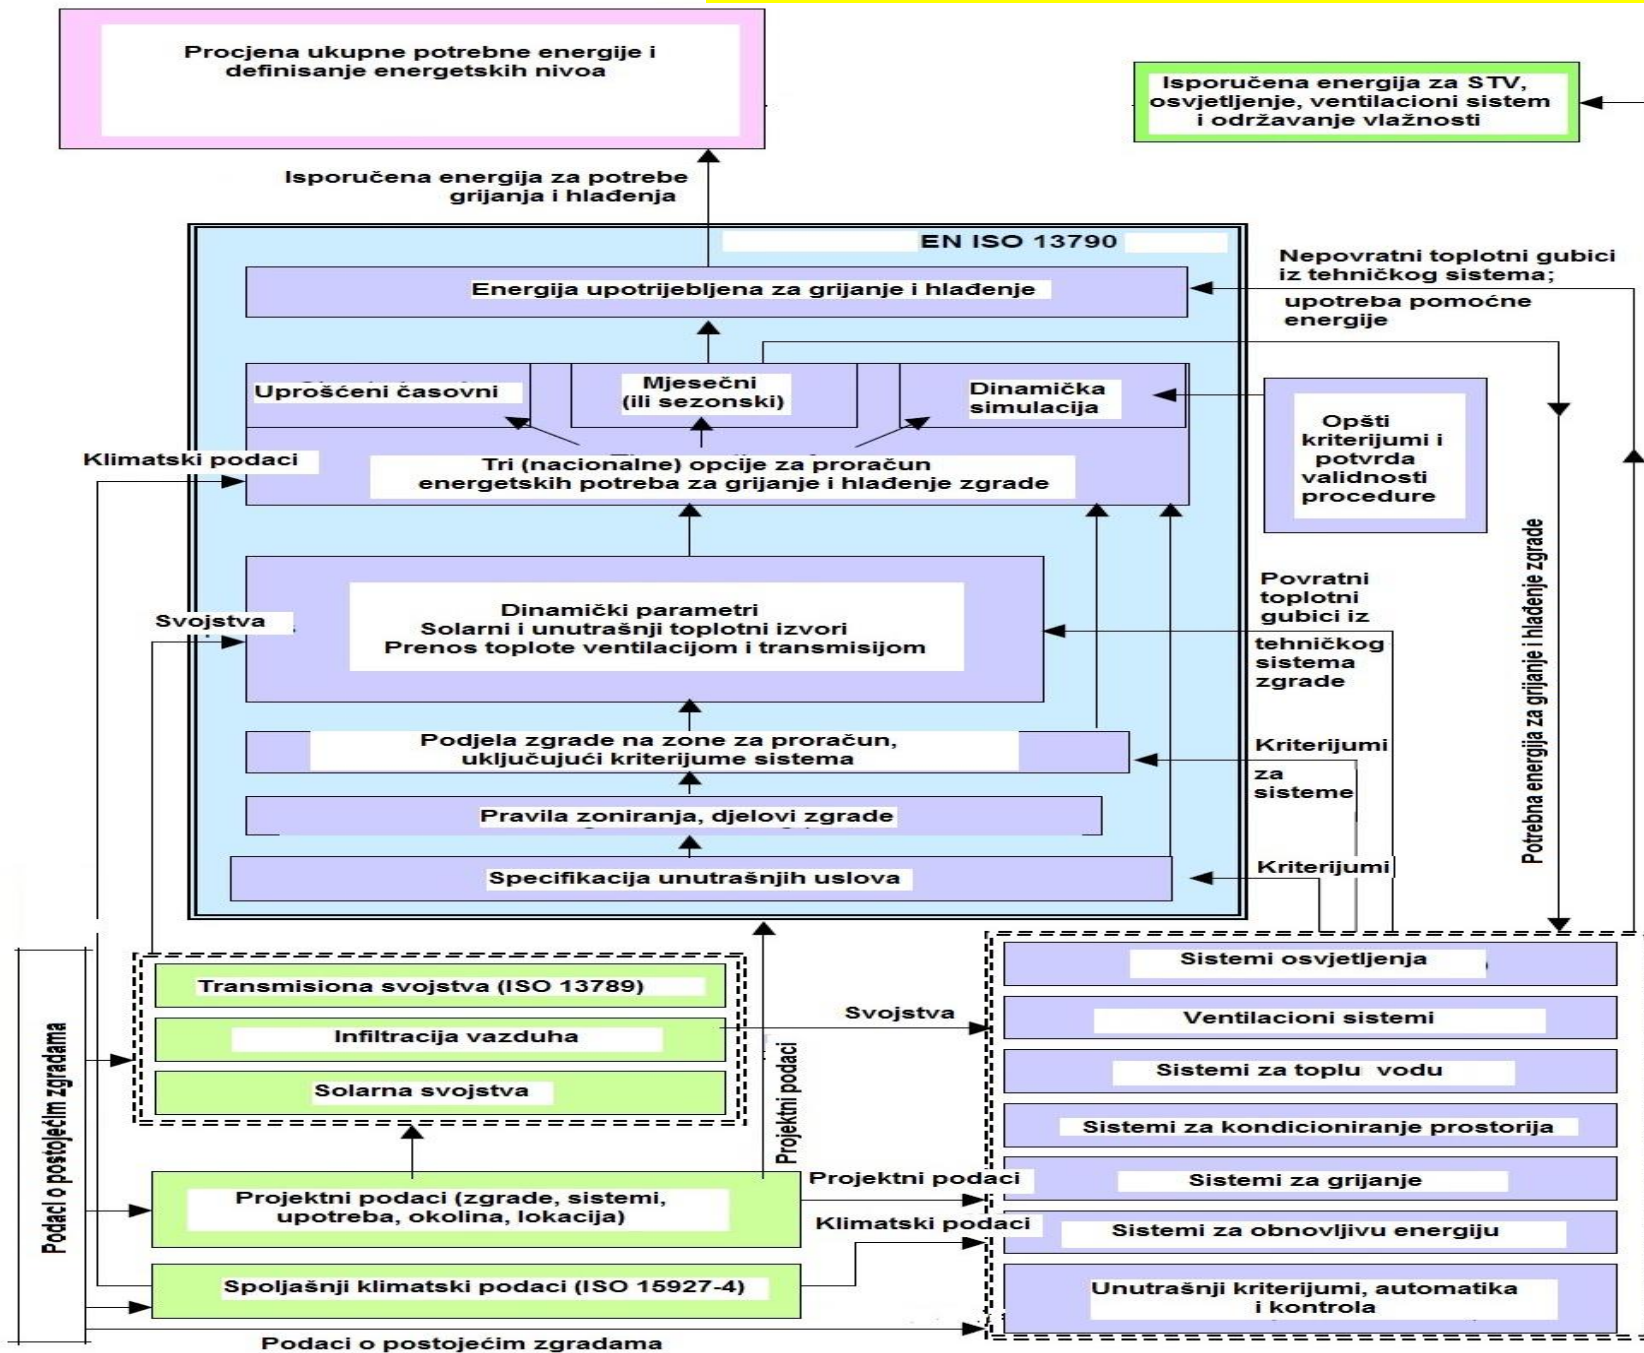 Procjena ukupne potrebne energije i
definisanje energetskih nivoa
Isporučena energija za STV,
osvjetljenje, ventilacioni sistem
i održavanje vlažnosti
Isporučena energija za potrebe
grijanja i hlađenja
EN ISO 13790
Energija upotrijebljena za grijanje i hlađenje
Nepovratni toplotni gubici
iz tehničkog sistema;
upotreba pomoćne
energije
Uprošćeni časovni
Mjesečni
(ili sezonski)
Dinamička
simulacija
Opšti
kriterijumi i
potvrda
validnosti
procedure
Klimatski podaci
Tri (nacionalne) opcije za proračun
energetskih potreba za grijanje i hlađenje zgrade
Potrebna energija za grijanje i hlađenje zgrade
Svojstva
Dinamički parametri
Solarni i unutrašnji toplotni izvori
Prenos toplote ventilacijom i transmisijom
Povratni
toplotni
gubici iz
tehničkog
sistema
zgrade
Podjela zgrade na zone za proračun,
uključujući kriterijume sistema
Kriterijumi
za
sisteme
Pravila zoniranja, djelovi zgrade
Specifikacija unutrašnjih uslova
Kriterijumi
Podaci o postojećim zgradama
Transmisiona svojstva (ISO 13789)
Infiltracija vazduha
Solarna svojstva
Svojstva
Projektni podaci
Projektni podaci (zgrade, sistemi,
upotreba, okolina, lokacija)
Projektni podaci
Klimatski podaci
Spoljašnji klimatski podaci (ISO 15927-4)
Podaci o postojećim zgradama
Sistemi osvjetljenja
Ventilacioni sistemi
Sistemi za toplu vodu
Sistemi za kondicioniranje prostorija
Sistemi za grijanje
Sistemi za obnovljivu energiju
Unutrašnji kriterijumi, automatika
i kontrola